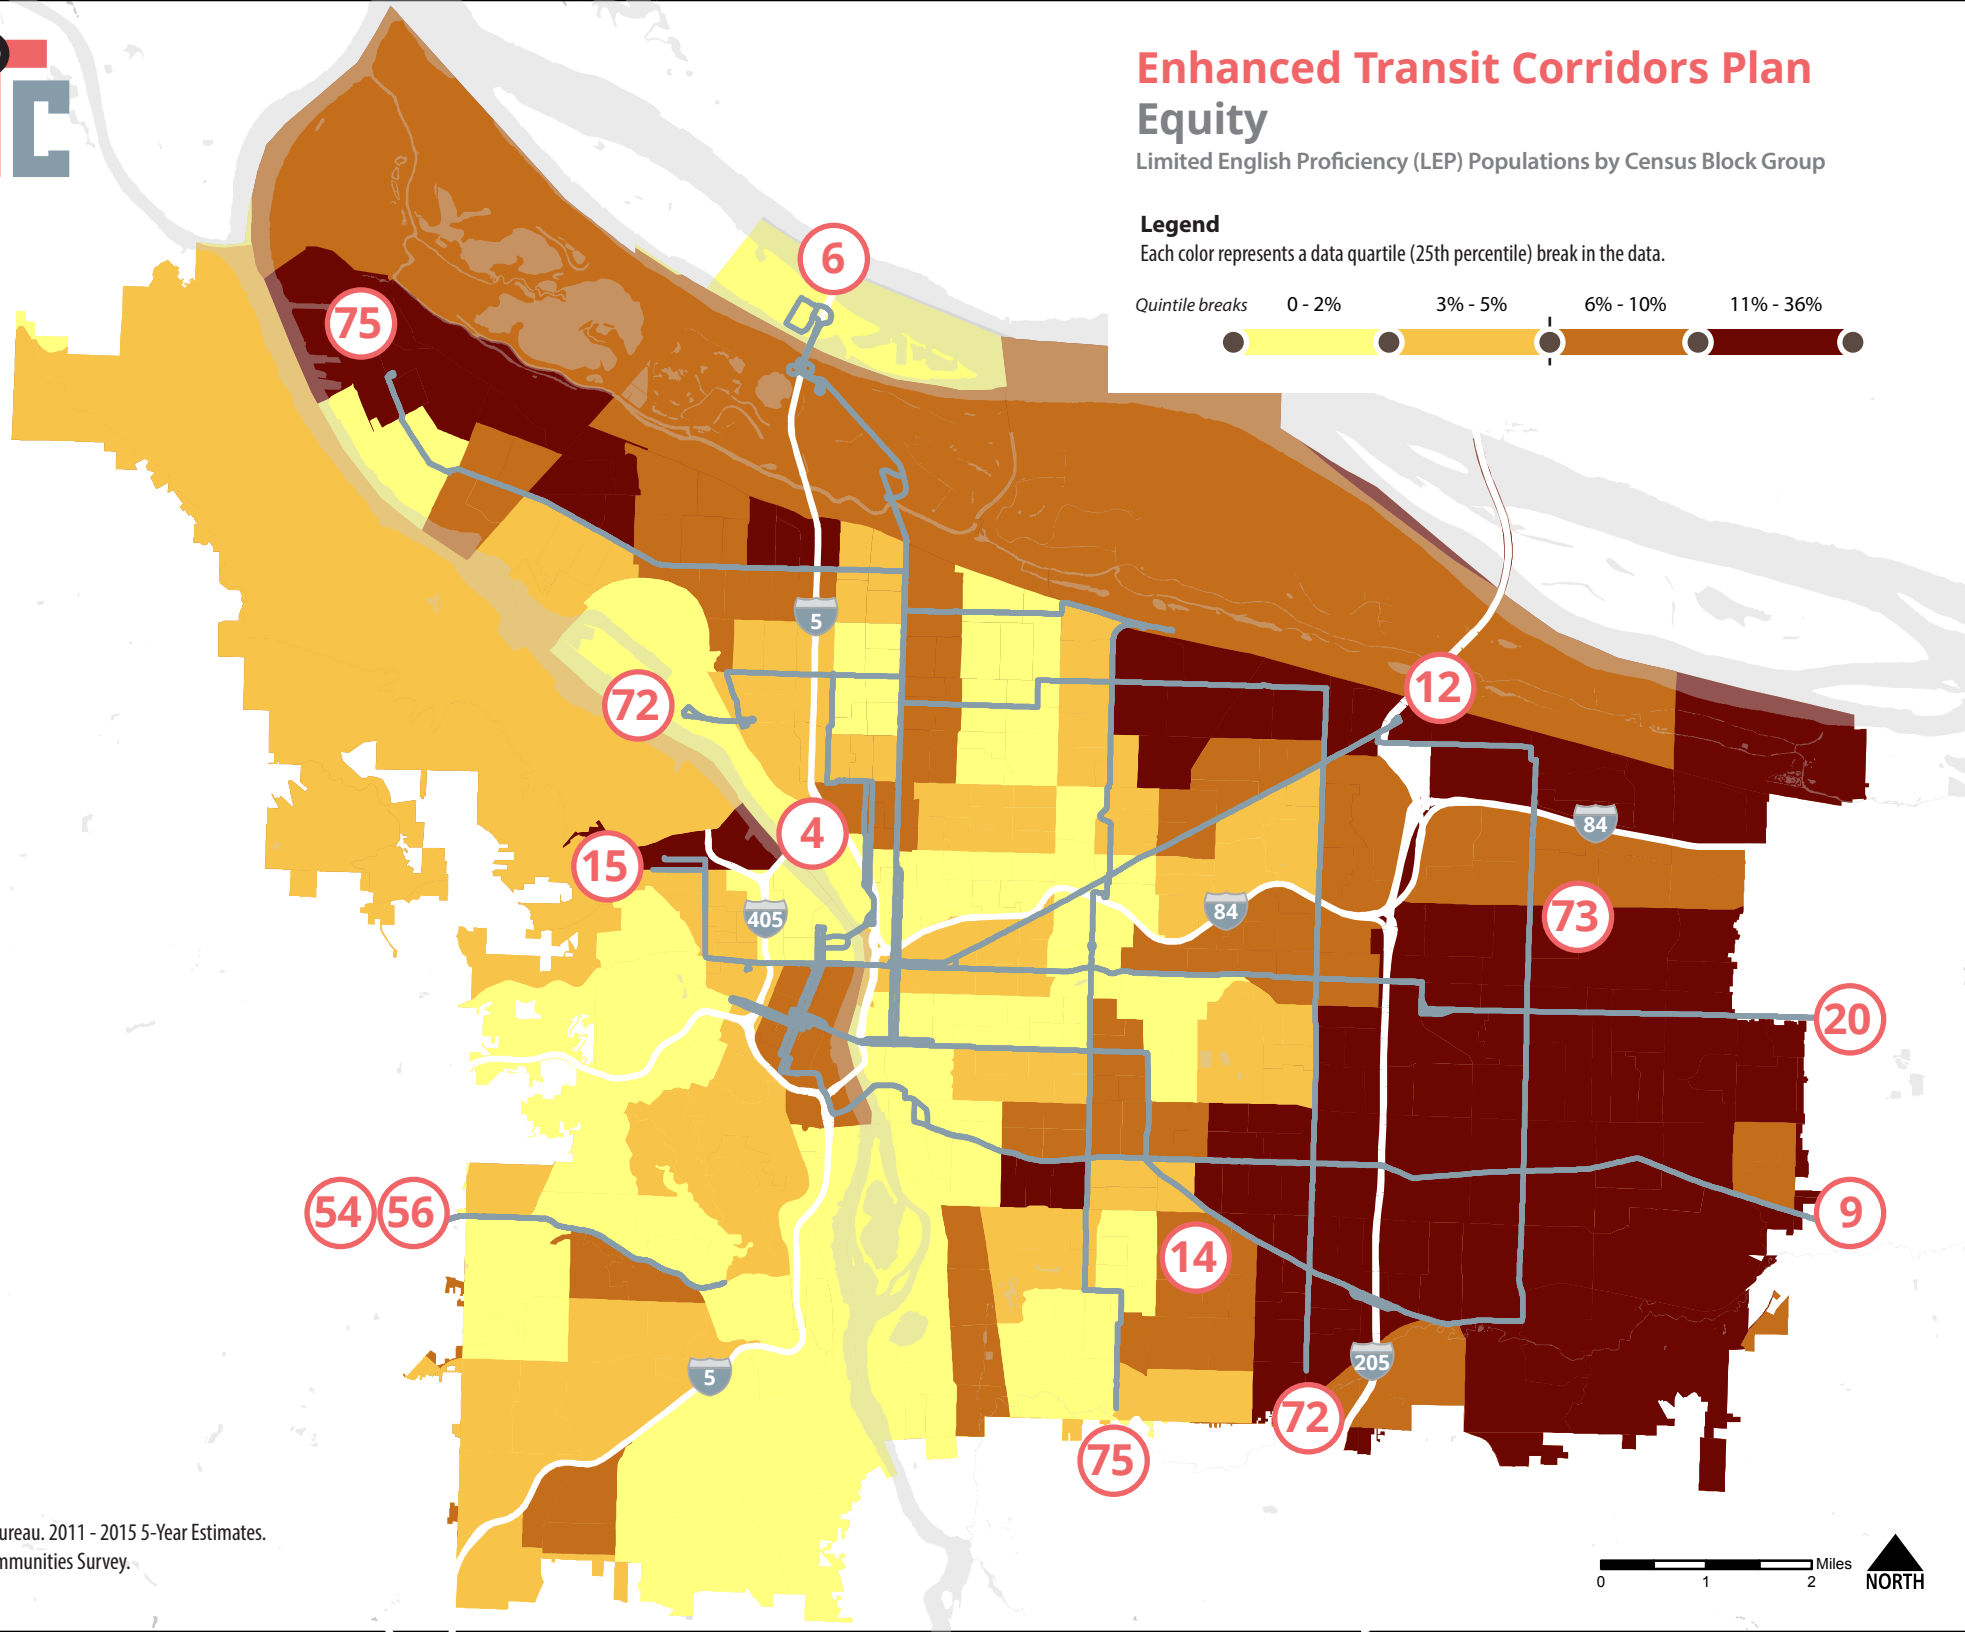 C
Enhanced Transit Corridors Plan
Equity
Limited English Proficiency (LEP) Populations by Census Block Group
Legend
Each color represents a data quartile (25th percentile) break in the data.
Quintile breaks 0 - 2% 3% - 5% 6% - 10% 11% - 36%
6
75
5
12
72
4
84
15
405
84
73
20
54 56
9
14
205
5
72
75
ureau. 2011 - 2015 5-Year Estimates.
mmunities Survey.
Miles
0 1 2
NORTH